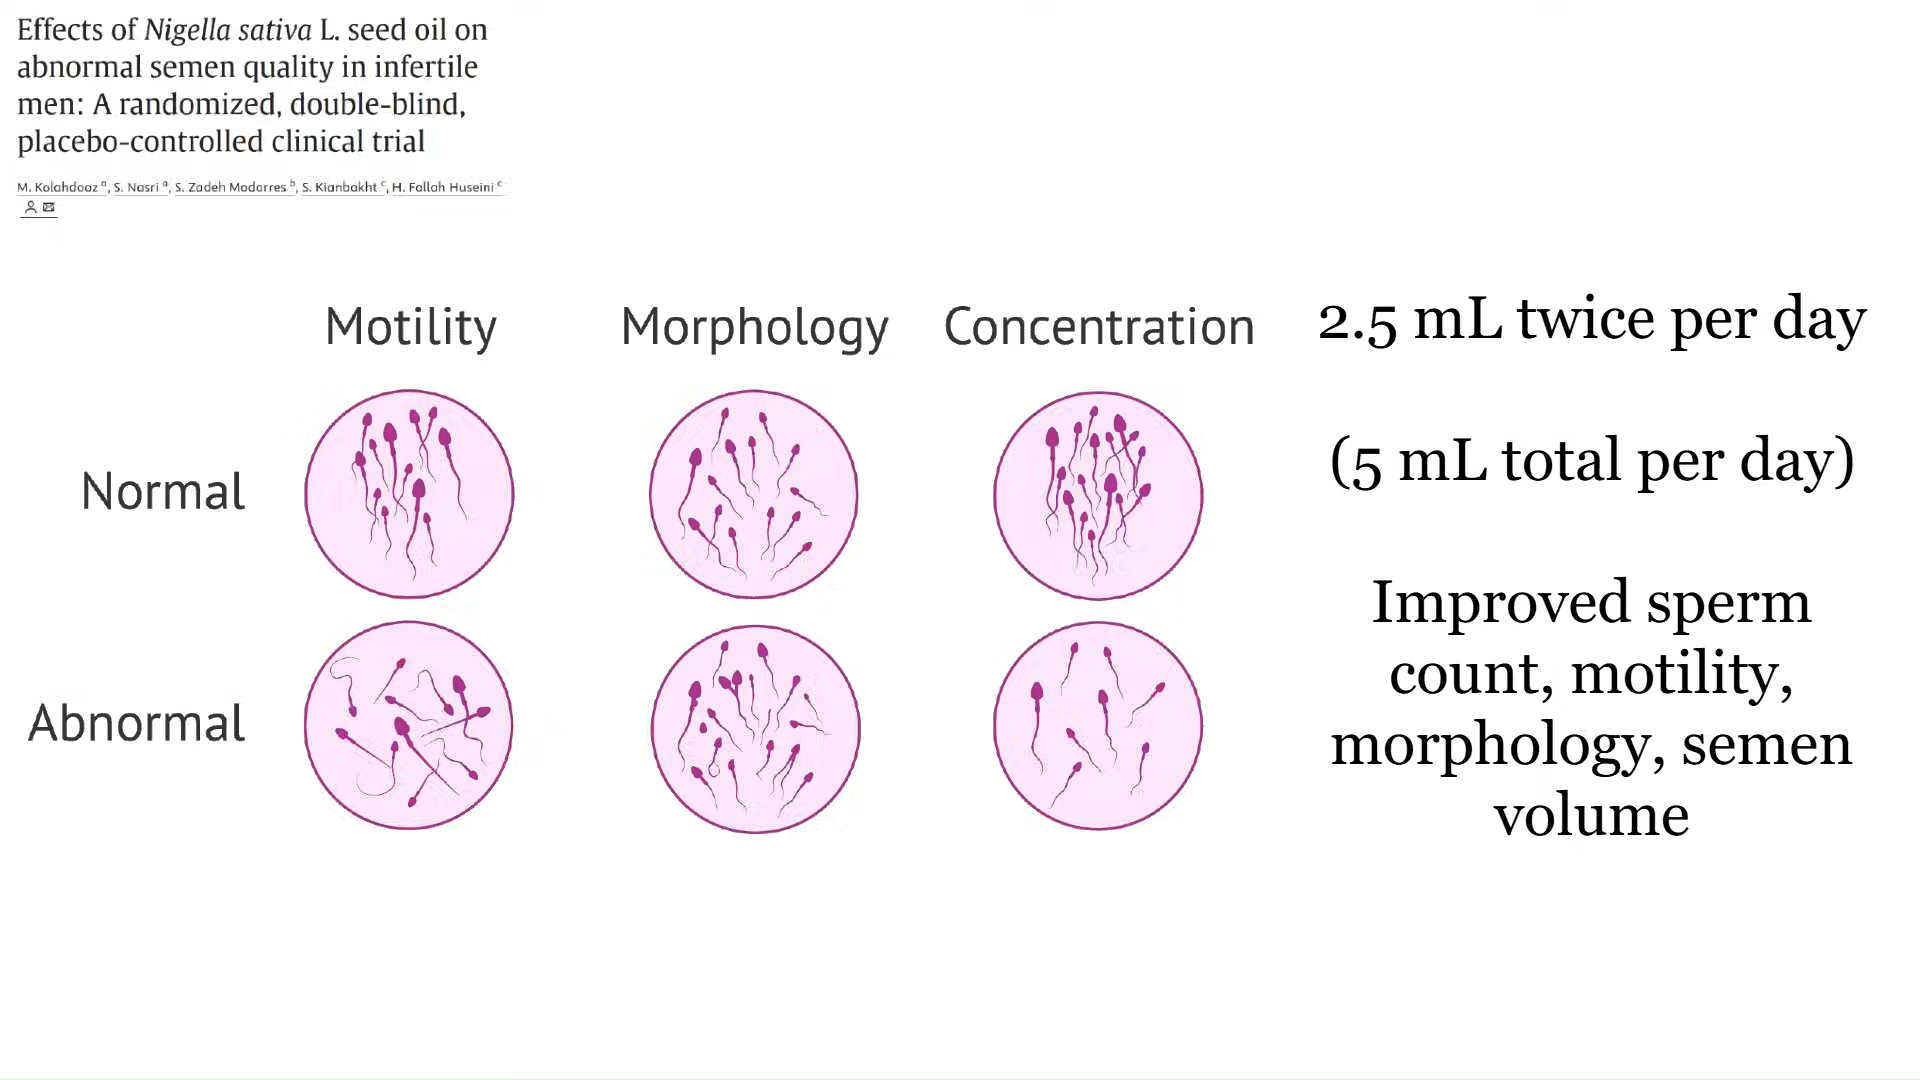 Effects of Nigella sativa L. seed oil on
abnormal semen quality in infertile
men: A randomized, double-blind,
placebo-controlled clinical trial
M. Kolahdooz a, S. Nasri a, S. Zadeh Modarres b, S. Kianbakht c, H. Fallah Huseini c
Motility Morphology Concentration
Normal
Abnormal
2.5 mL twice per day
(5 mL total per day)
Improved sperm
count, motility,
morphology, semen
volume